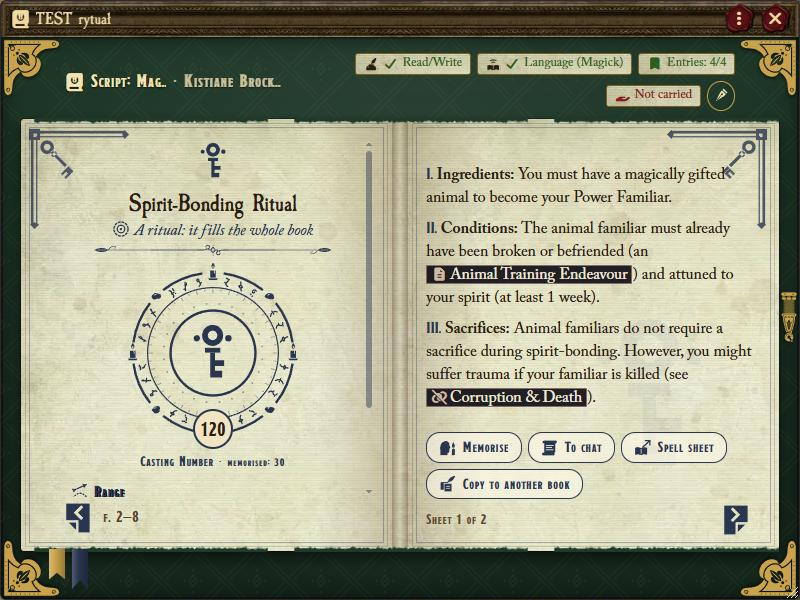 TEST rytual
Script: Mag.. · Kistiane Brock..
Read/Write
Language (Magick)
Entries: 4/4
Not carried
Spirit-Bonding Ritual
A ritual: it fills the whole book
120
Casting Number · memorised: 30
Range
f. 2–8
I. Ingredients: You must have a magically gifted
animal to become your Power Familiar.
II. Conditions: The animal familiar must already
have been broken or befriended (an
Animal Training Endeavour) and attuned to
your spirit (at least 1 week).
III. Sacrifices: Animal familiars do not require a
sacrifice during spirit-bonding. However, you might
suffer trauma if your familiar is killed (see
Corruption & Death).
Memorise
To chat
Spell sheet
Copy to another book
Sheet 1 of 2